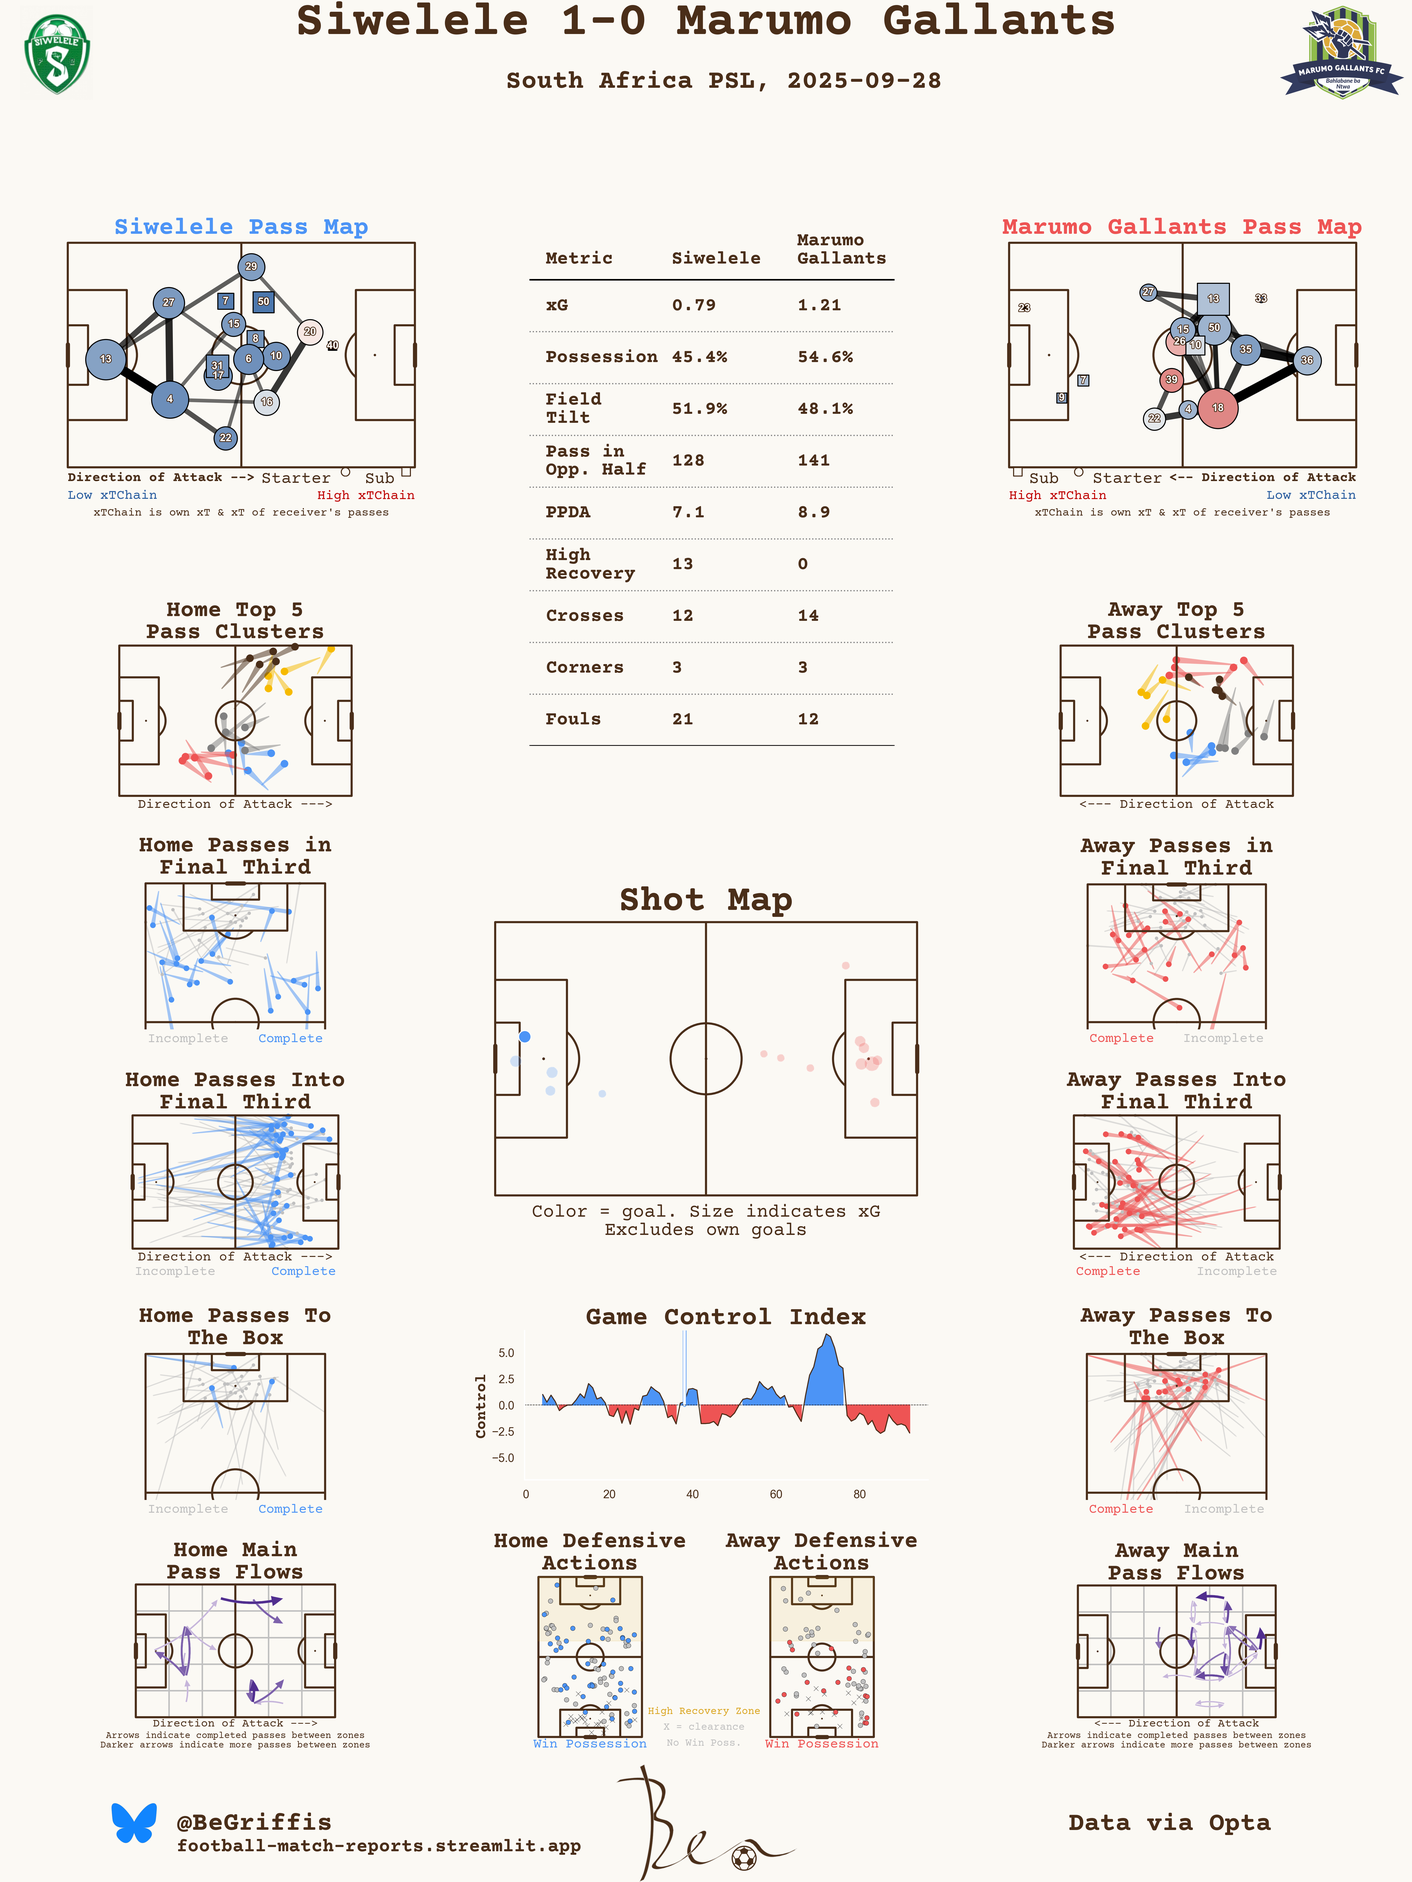 Siwelele 1-0 Marumo Gallants
South Africa PSL, 2025-09-28
SIWELELE
S
MARUMO GALLANTS FC
Bahlabane ba
Ntwa
Siwelele Pass Map
29
27
7
50
15
20
8
40
13
6
10
31
17
4
16
22
Direction of Attack --> Starter Sub
Low xTChain High xTChain
xTChain is own xT & xT of receiver's passes
Metric Siwelele Marumo
Gallants
xG 0.79 1.21
Possession 45.4% 54.6%
Field
Tilt 51.9% 48.1%
Pass in
Opp. Half 128 141
PPDA 7.1 8.9
High
Recovery 13 0
Crosses 12 14
Corners 3 3
Fouls 21 12
Marumo Gallants Pass Map
27
13
33
23
15
50
26
10
35
36
7
39
9
4
18
22
Sub Starter <-- Direction of Attack
High xTChain Low xTChain
xTChain is own xT & xT of receiver's passes
Home Top 5
Pass Clusters
Direction of Attack --->
Away Top 5
Pass Clusters
<--- Direction of Attack
Home Passes in
Final Third
Incomplete Complete
Shot Map
Color = goal. Size indicates xG
Excludes own goals
Away Passes in
Final Third
Complete Incomplete
Home Passes Into
Final Third
Direction of Attack --->
Incomplete Complete
Away Passes Into
Final Third
<--- Direction of Attack
Complete Incomplete
Home Passes To
The Box
Incomplete Complete
Game Control Index
Control
5.0
2.5
0.0
−2.5
−5.0
0 20 40 60 80
Away Passes To
The Box
Complete Incomplete
Home Main
Pass Flows
Direction of Attack --->
Arrows indicate completed passes between zones
Darker arrows indicate more passes between zones
Home Defensive
Actions
Win Possession
High Recovery Zone
X = clearance
No Win Poss.
Away Defensive
Actions
Win Possession
Away Main
Pass Flows
<--- Direction of Attack
Arrows indicate completed passes between zones
Darker arrows indicate more passes between zones
@BeGriffis
football-match-reports.streamlit.app
Ben
Data via Opta